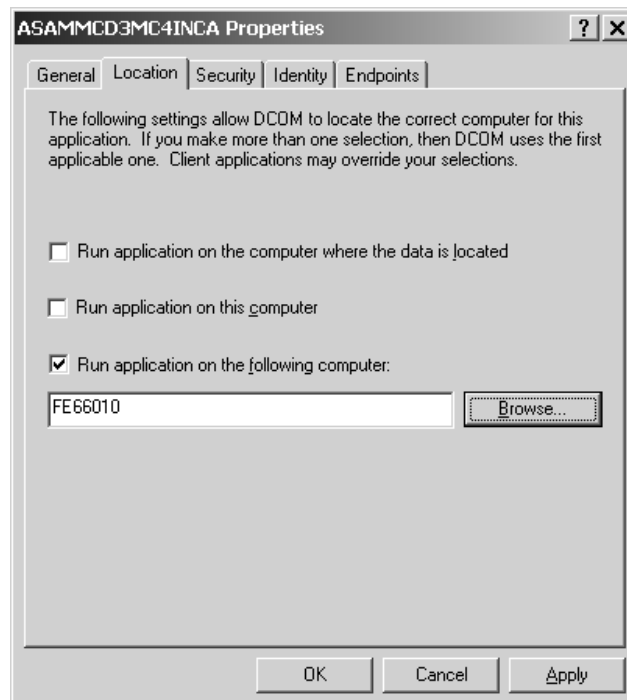 ASAMMCD3MC4INCA Properties
General Location Security Identity Endpoints
The following settings allow DCOM to locate the correct computer for this
application. If you make more than one selection, then DCOM uses the first
applicable one. Client applications may override your selections.
Run application on the computer where the data is located
Run application on this computer
Run application on the following computer:
FE66010 Browse...
OK Cancel Apply